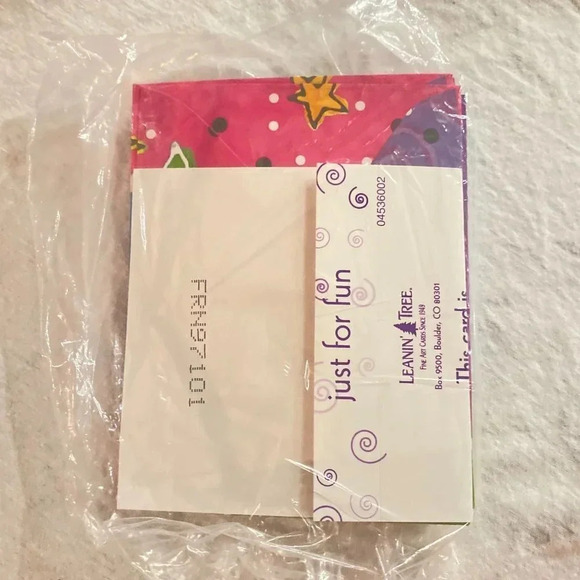 FRM97101
just for fun
04536002
LEANIN' TREE®
FINE ART CARDS SINCE 1949
Box 9500, Boulder, CO 80301
This card is